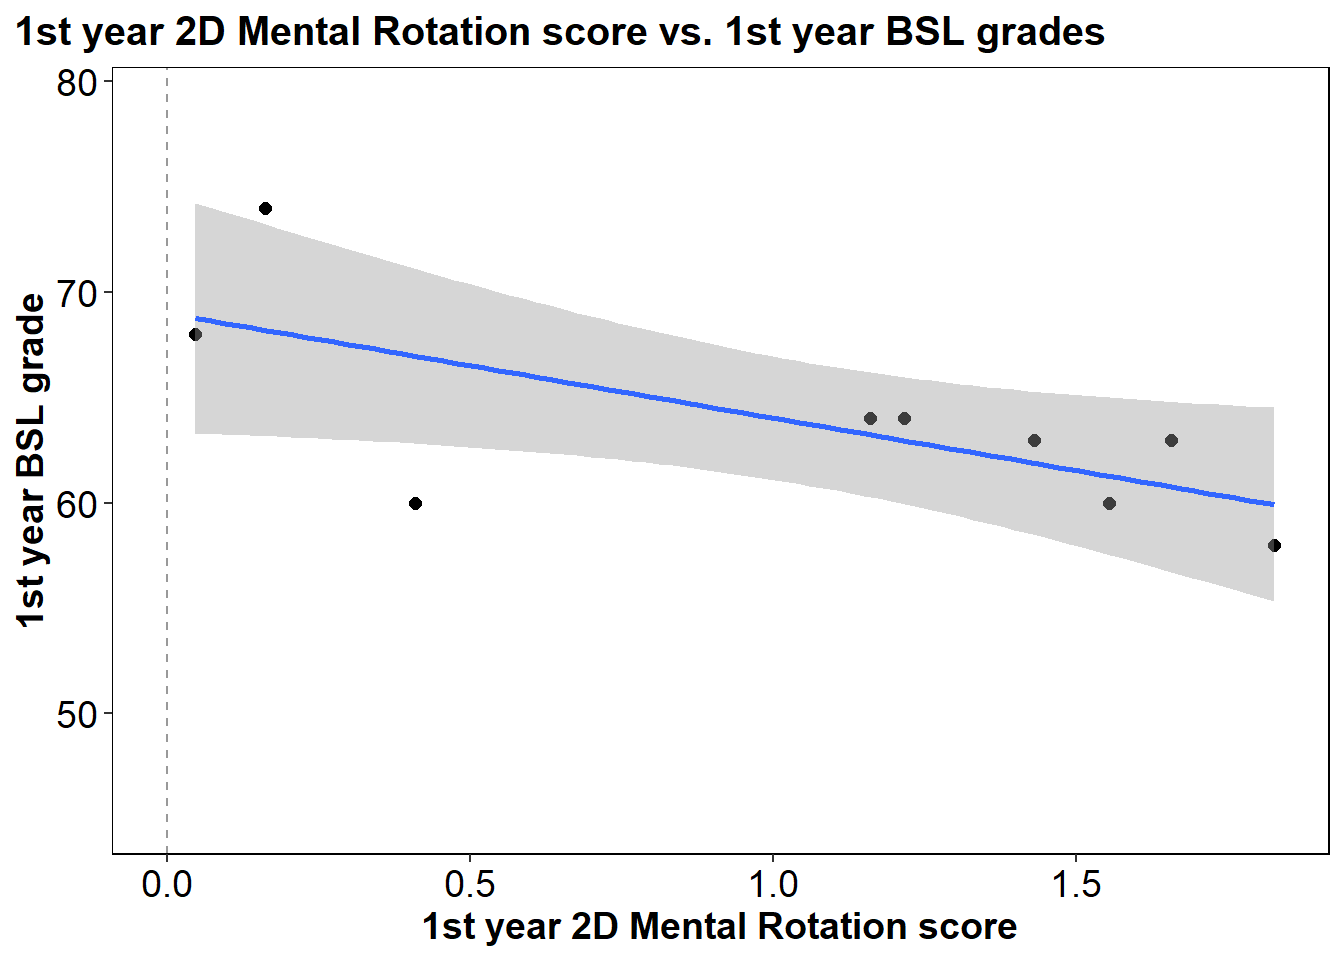 1st year 2D Mental Rotation score vs. 1st year BSL grades
80
70
60
50
1st year BSL grade
0.0 0.5 1.0 1.5
1st year 2D Mental Rotation score